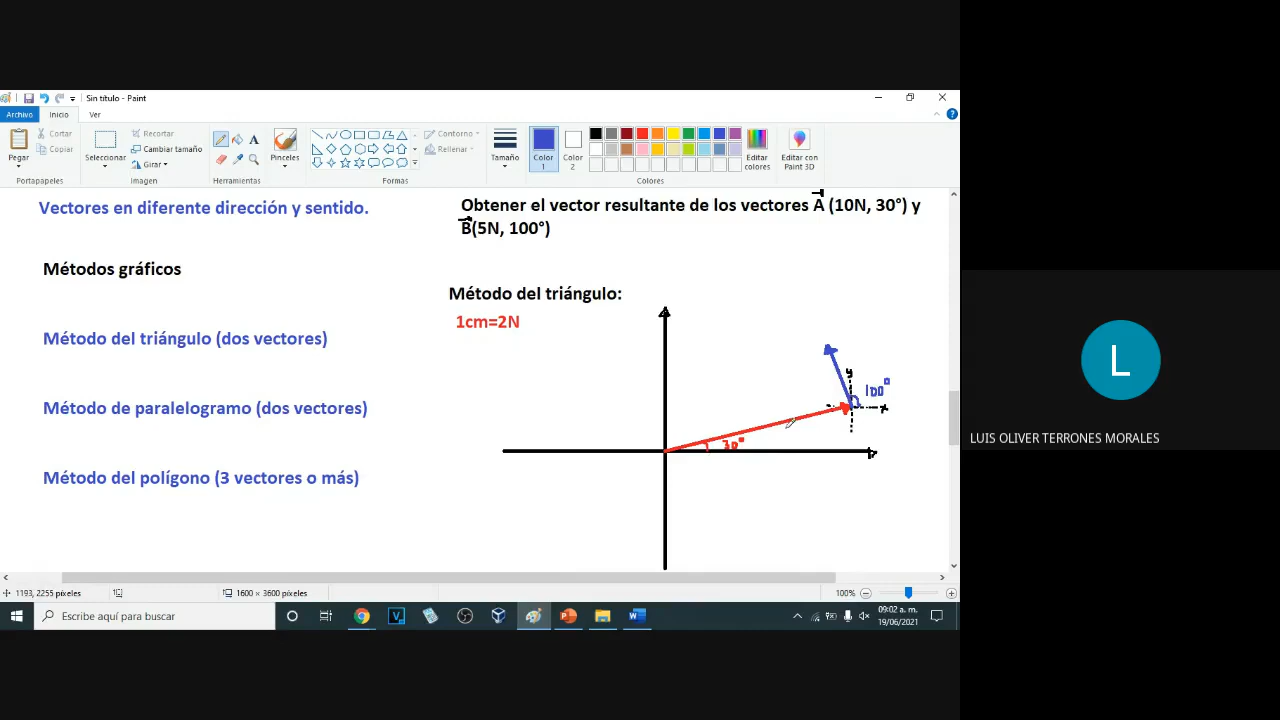 Sin título - Paint
Archivo Inicio Ver
Pegar
Cortar
Copiar
Portapapeles
Seleccionar
Recortar
Cambiar tamaño
Girar
Imagen
A
Herramientas
Pinceles
Contorno
Rellenar
Formas
Tamaño
Color 1
Color 2
Editar colores
Editar con Paint 3D
Colores
Vectores en diferente dirección y sentido.
Métodos gráficos
Método del triángulo (dos vectores)
Método de paralelogramo (dos vectores)
Método del polígono (3 vectores o más)
Obtener el vector resultante de los vectores A (10N, 30°) y
B(5N, 100°)
Método del triángulo:
1cm=2N
y
100°
x
30°
L
LUIS OLIVER TERRONES MORALES
1193, 2255 píxeles
1600 × 3600 píxeles
100%
Escribe aquí para buscar
09:02 a. m.
19/06/2021